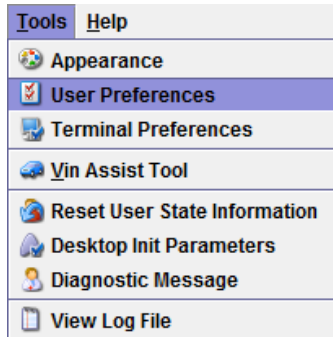 Tools Help
Appearance
User Preferences
Terminal Preferences
Vin Assist Tool
Reset User State Information
Desktop Init Parameters
Diagnostic Message
View Log File